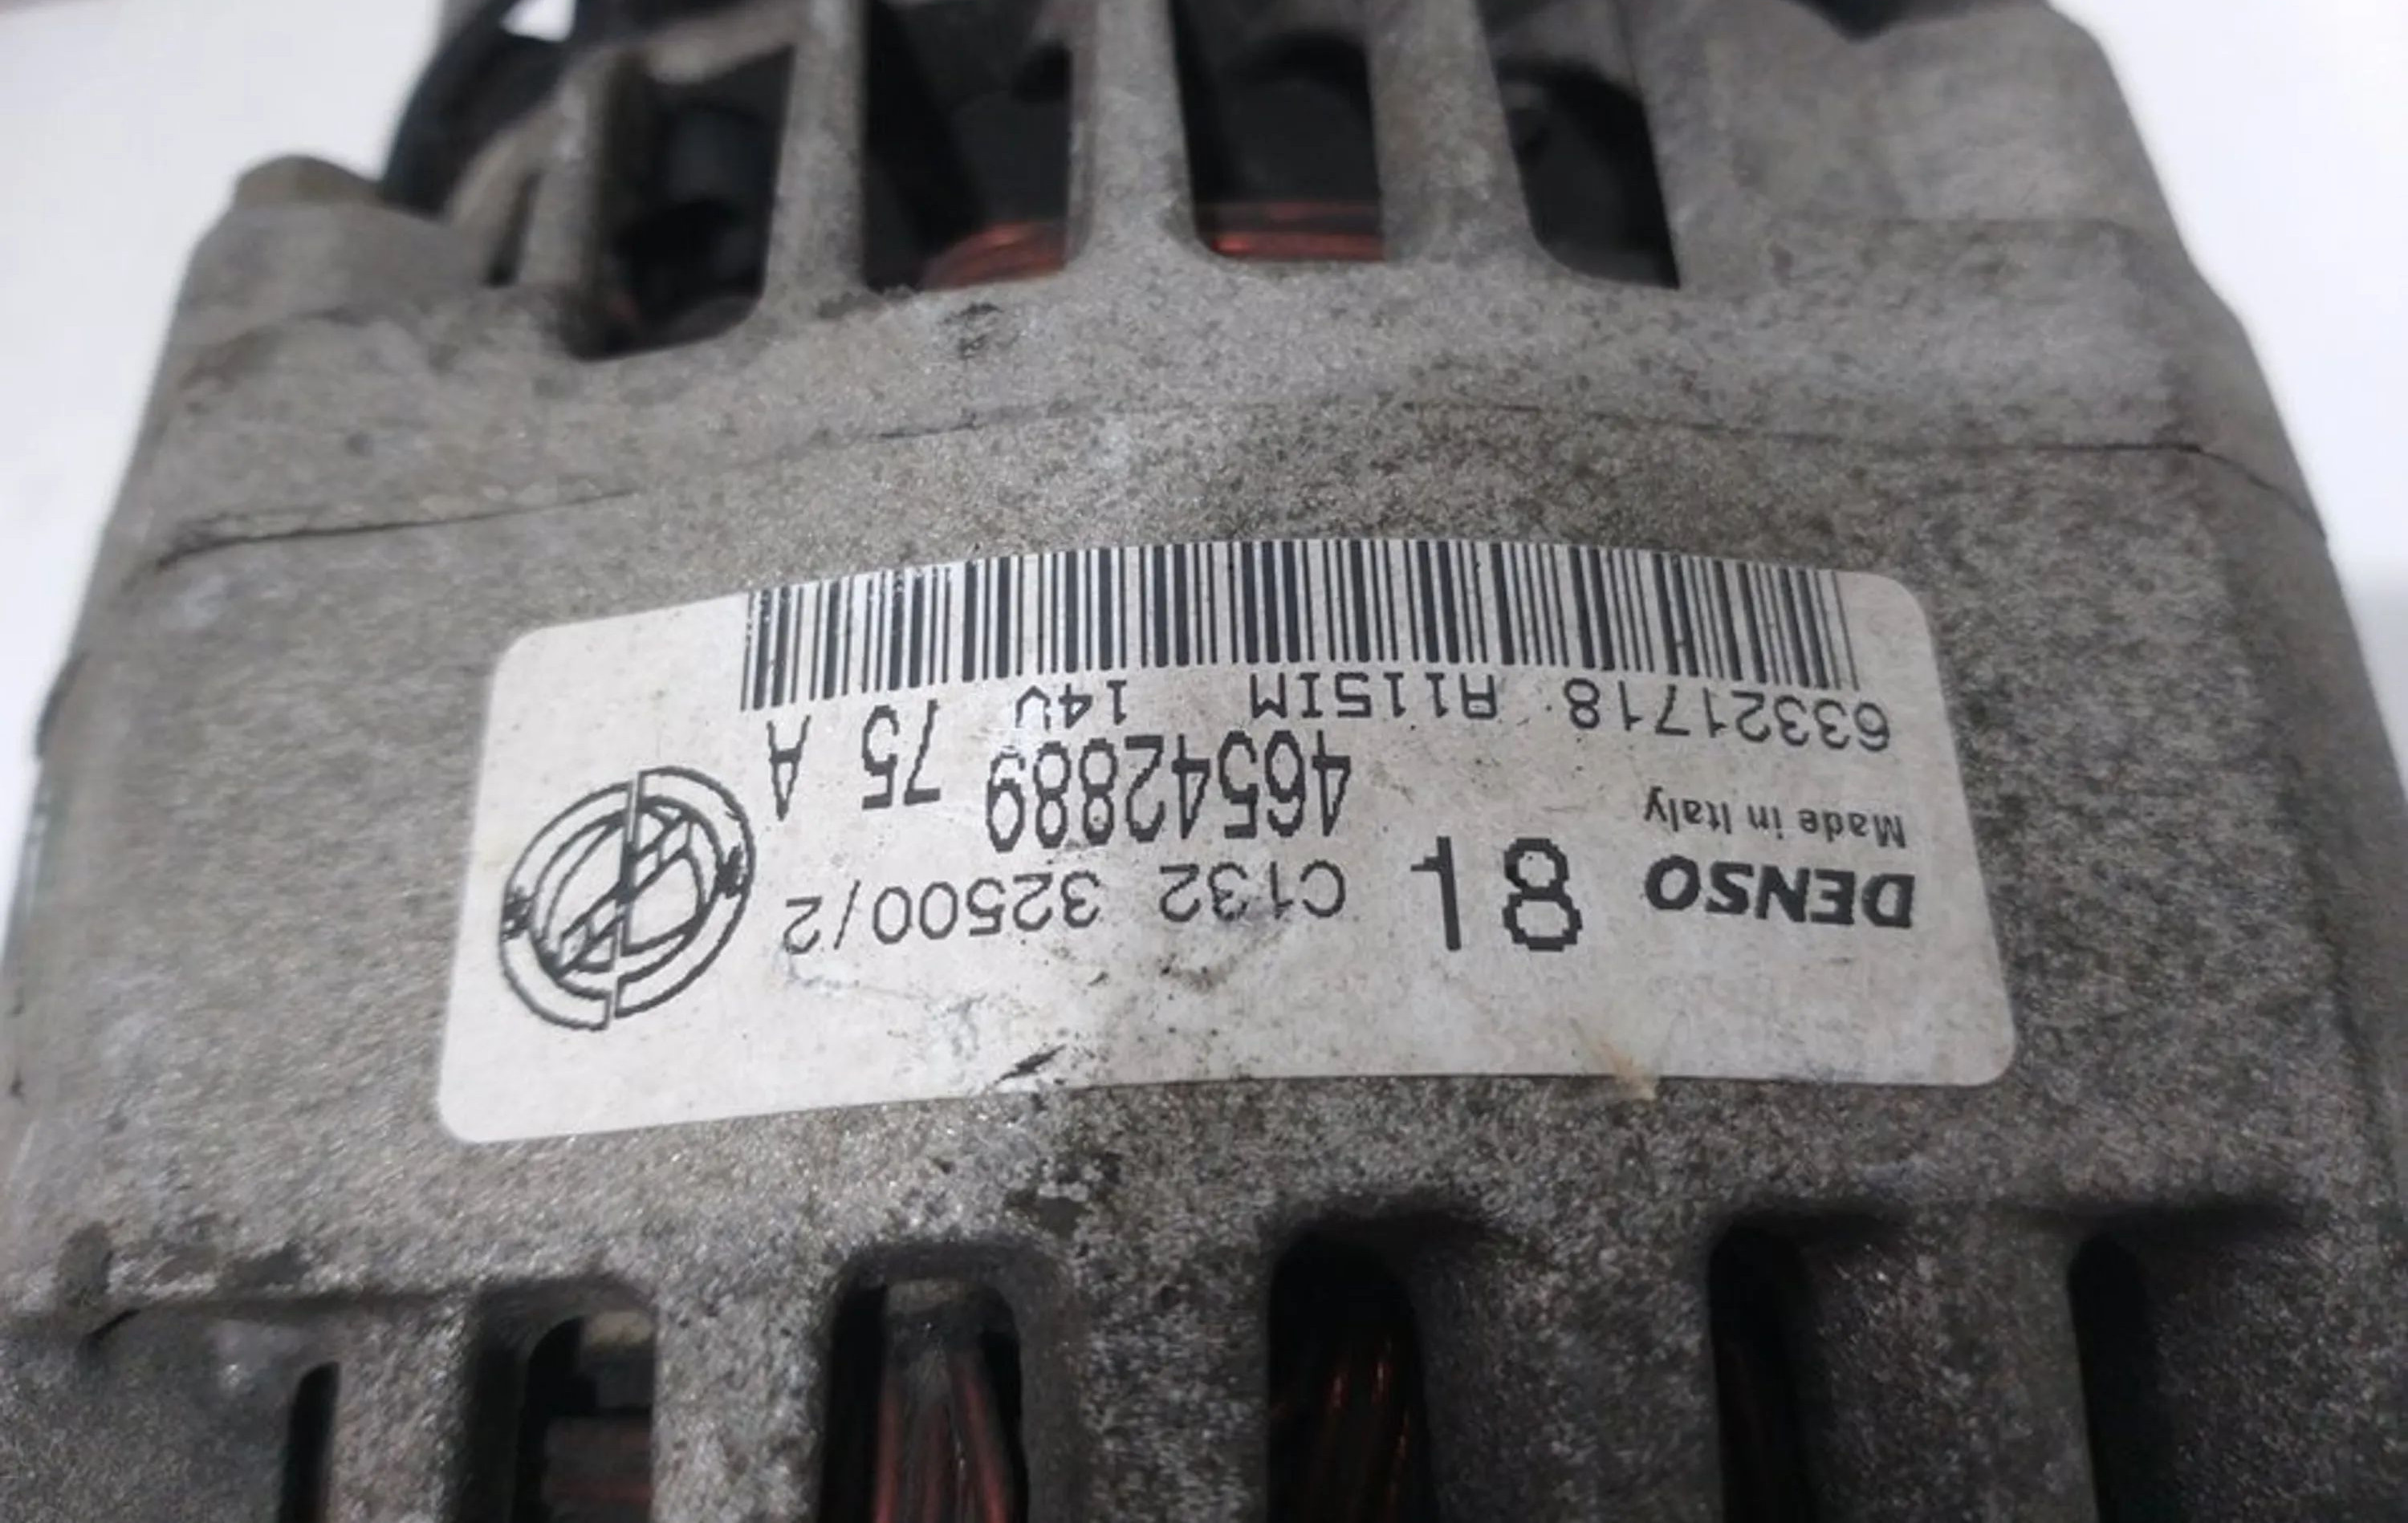 DENSO 81 C132 32500/2
Made in Italy 46542889 75 A
63321718 A115IM 14V